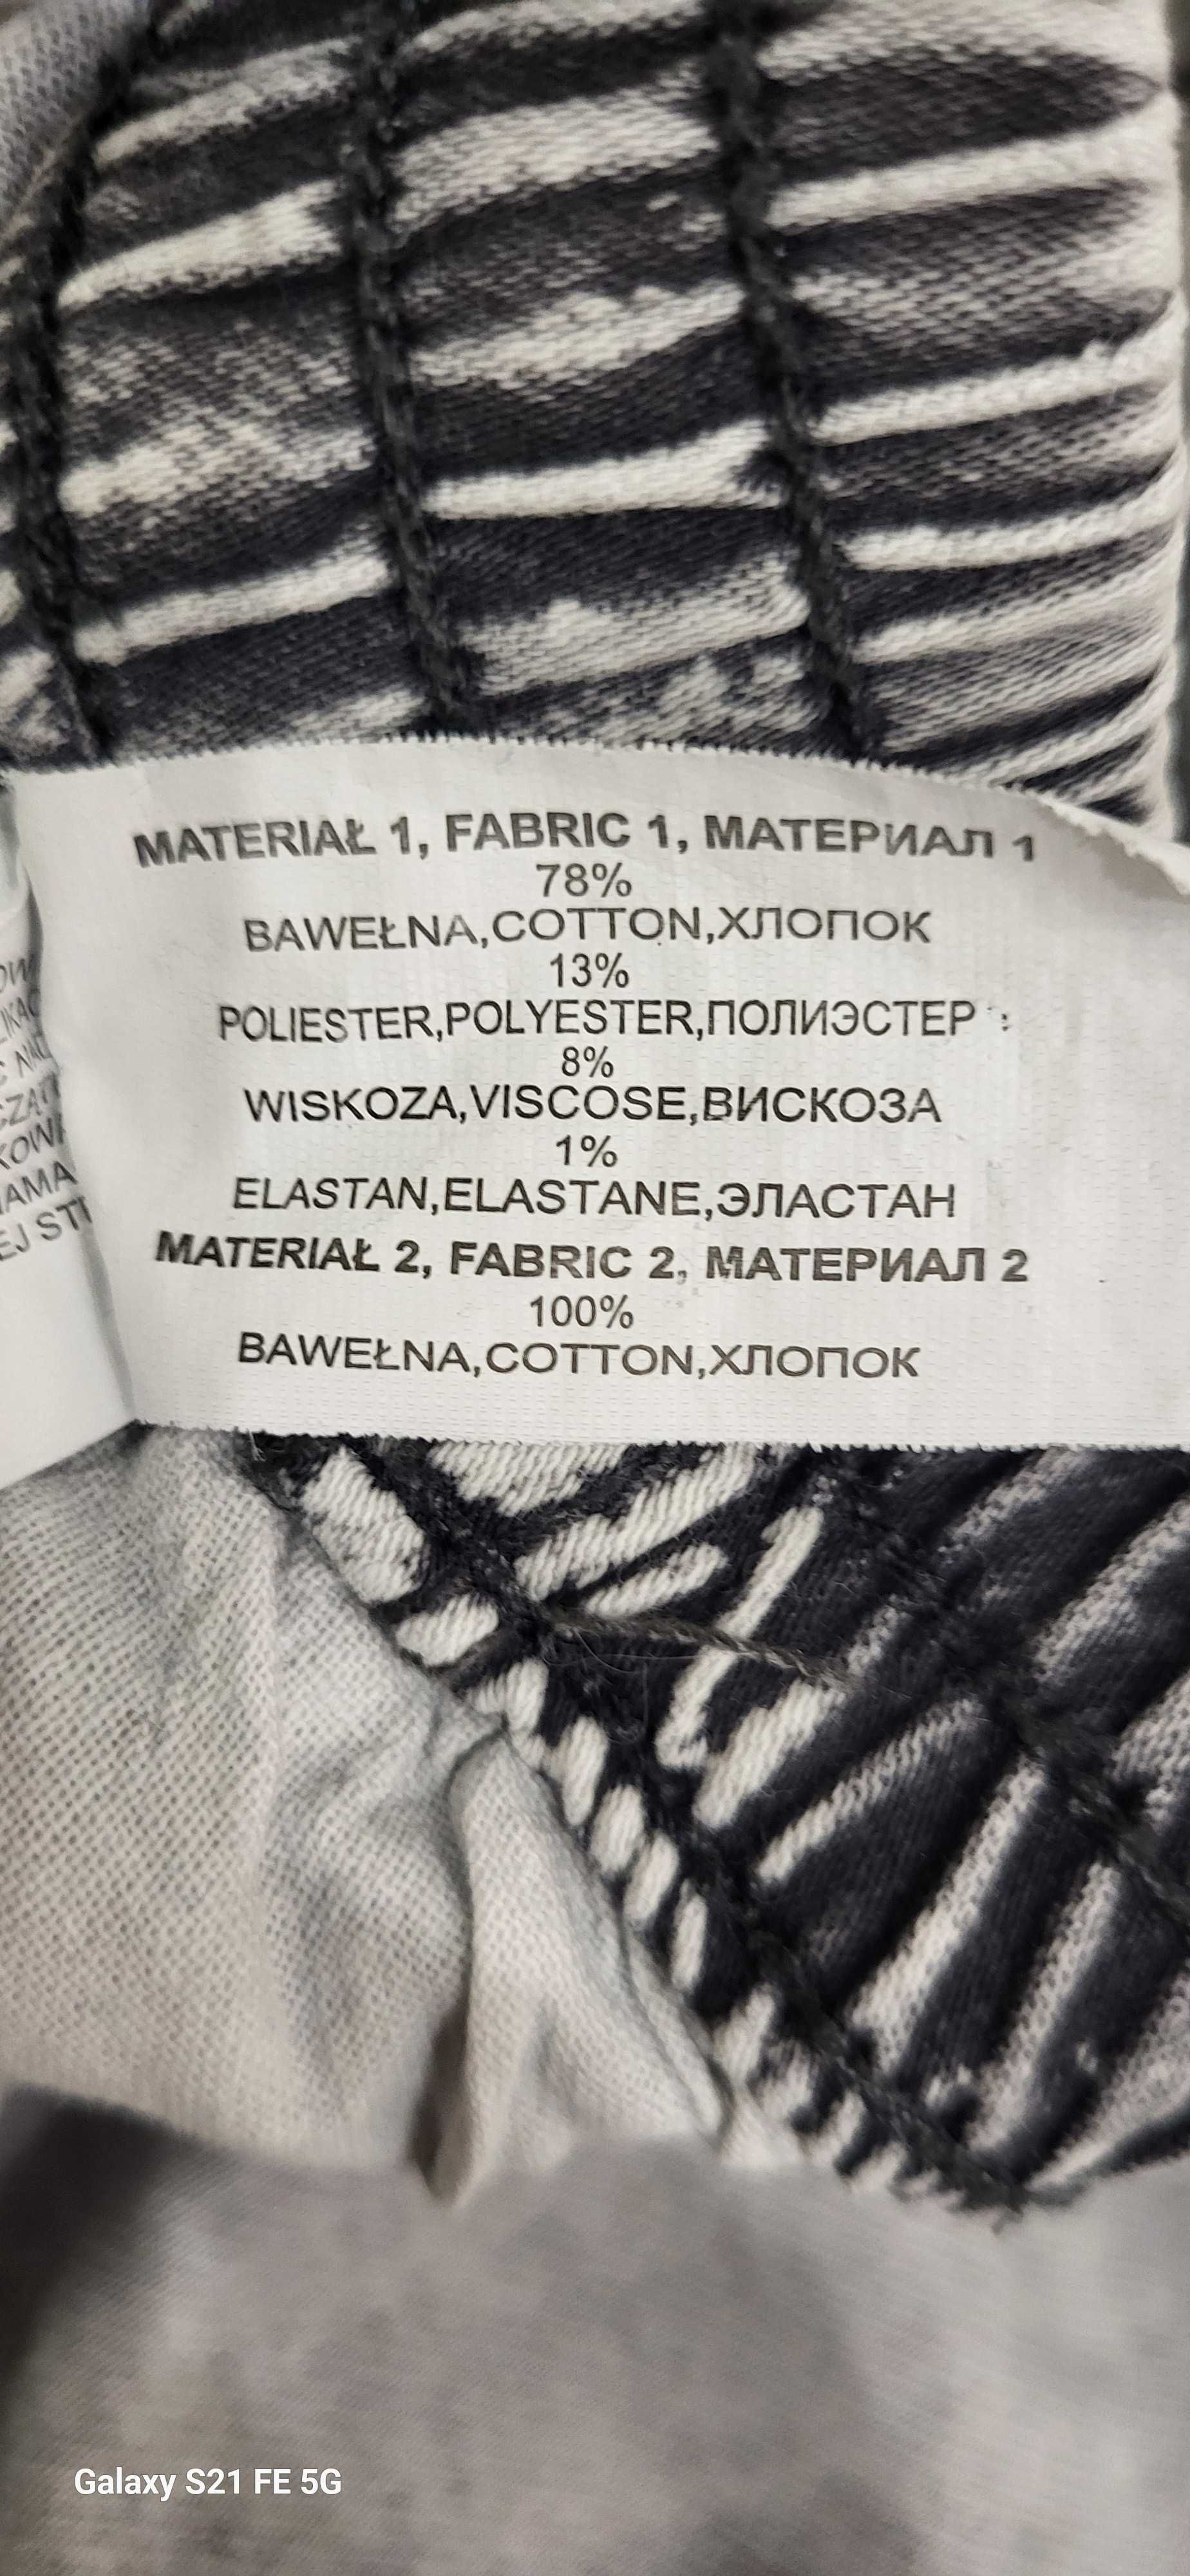 MATERIAŁ 1, FABRIC 1, МАТЕРИАЛ 1
78%
BAWEŁNA,COTTON,ХЛОПОК
13%
POLIESTER,POLYESTER,ПОЛИЭСТЕР
8%
WISKOZA,VISCOSE,ВИСКОЗА
1%
ELASTAN,ELASTANE,ЭЛАСТАН
MATERIAŁ 2, FABRIC 2, МАТЕРИАЛ 2
100%
BAWEŁNA,COTTON,ХЛОПОК
Galaxy S21 FE 5G